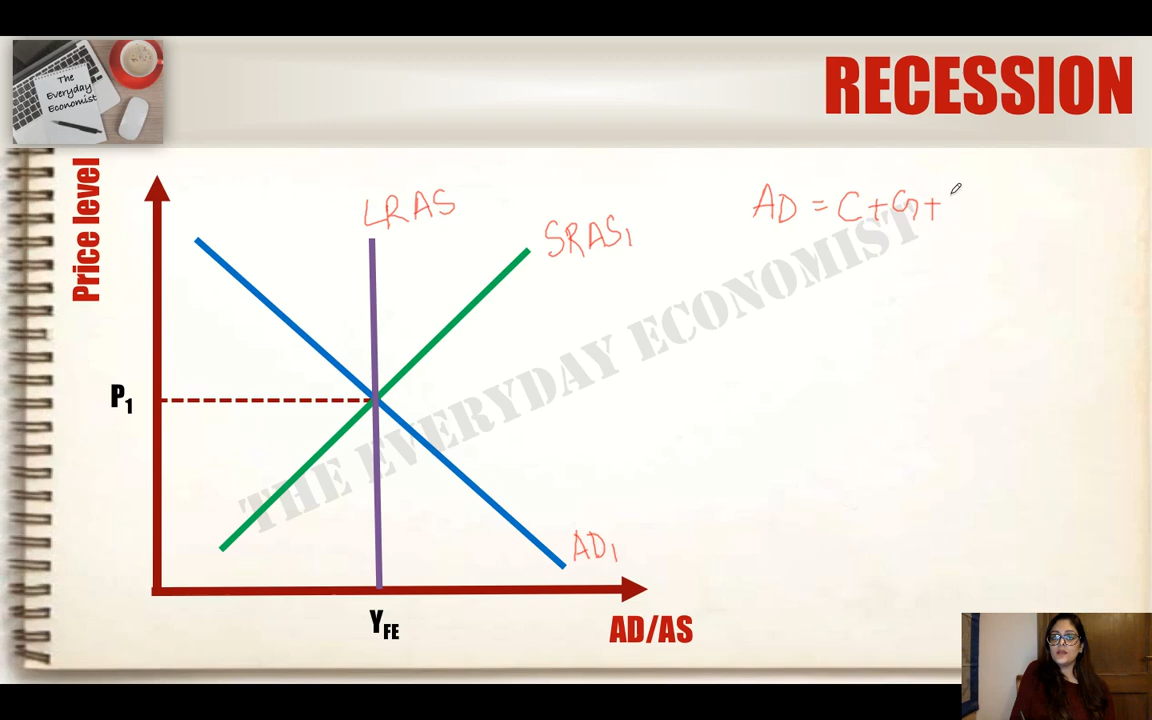 The
Everyday
Economist
RECESSION
Price level
LRAS
SRAS1
AD = C+G+
THE EVERYDAY ECONOMIST
P1
AD1
YFE
AD/AS